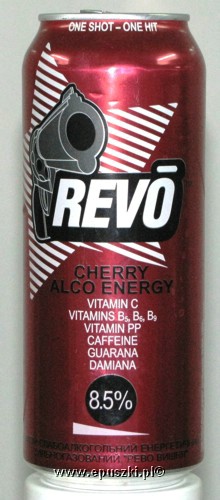 ONE SHOT – ONE HIT
REVŌ
CHERRY
ALCO ENERGY
VITAMIN C
VITAMINS B₅, B₆, B₉
VITAMIN PP
CAFFEINE
GUARANA
DAMIANA
8.5%
www.epuszki.pl©